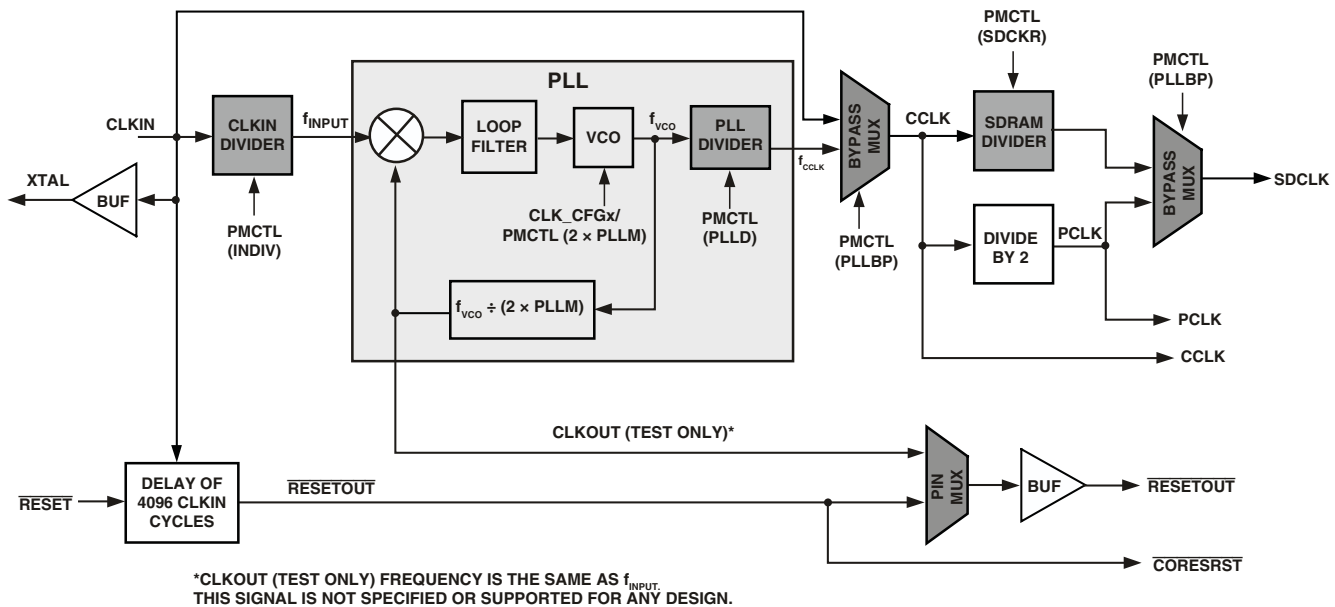 PMCTL
(SDCKR)
PMCTL
(PLLBP)
PLL
CLKIN
CLKIN
DIVIDER
fINPUT
LOOP
FILTER
VCO
fVCO
PLL
DIVIDER
fCCLK
BYPASS
MUX
CCLK
SDRAM
DIVIDER
BYPASS
MUX
SDCLK
XTAL
BUF
PMCTL
(INDIV)
CLK_CFGx/
PMCTL (2 × PLLM)
PMCTL
(PLLD)
PMCTL
(PLLBP)
DIVIDE
BY 2
PCLK
fVCO ÷ (2 × PLLM)
PCLK
CCLK
CLKOUT (TEST ONLY)*
RESET
DELAY OF
4096 CLKIN
CYCLES
RESETOUT
PIN
MUX
BUF
RESETOUT
CORESRST
*CLKOUT (TEST ONLY) FREQUENCY IS THE SAME AS fINPUT.
THIS SIGNAL IS NOT SPECIFIED OR SUPPORTED FOR ANY DESIGN.